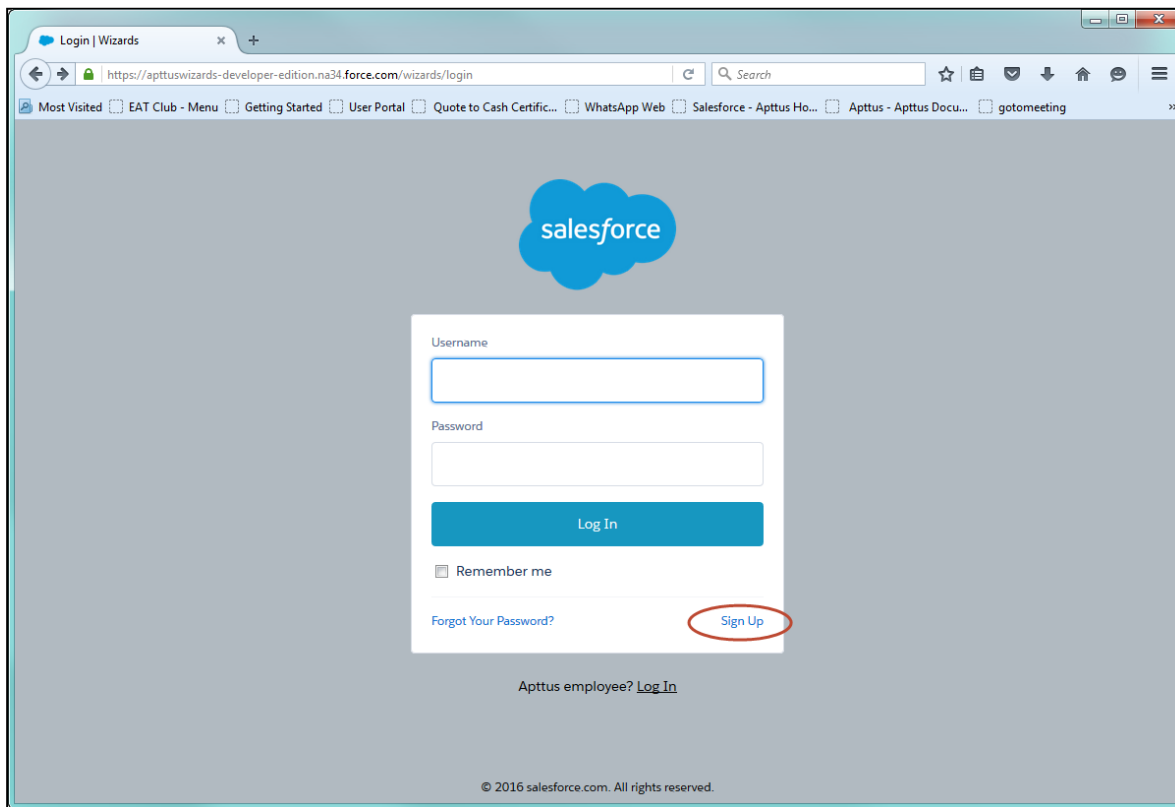 Login | Wizards
https://apttuswizards-developer-edition.na34.force.com/wizards/login
Search
Most Visited EAT Club - Menu Getting Started User Portal Quote to Cash Certific... WhatsApp Web Salesforce - Apttus Ho... Apttus - Apttus Docu... gotomeeting
salesforce
Username
Password
Log In
Remember me
Forgot Your Password? Sign Up
Apttus employee? Log In
© 2016 salesforce.com. All rights reserved.